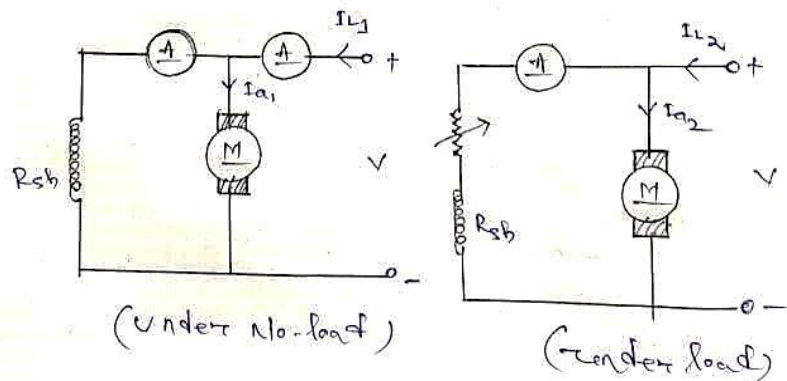 IL1
A
A
+
Ia1
M
Rsh
V
-
(Under No-load)
IL2
A
+
Ia2
M
Rsh
V
-
(Under load)